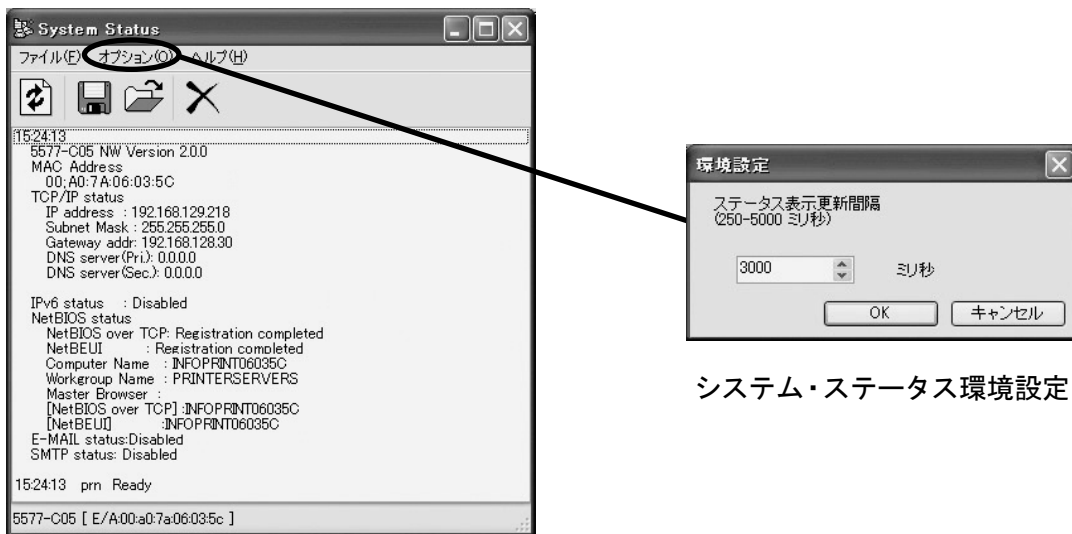 System Status
ファイル(F) オプション(O) ヘルプ(H)
15:24:13
5577-C05 NW Version 2.0.0
MAC Address
00;A0:7A:06:03:5C
TCP/IP status
IP address : 192.168.129.218
Subnet Mask : 255.255.255.0
Gateway addr: 192.168.128.30
DNS server(Pri.): 0.0.0.0
DNS server(Sec.): 0.0.0.0
IPv6 status : Disabled
NetBIOS status
NetBIOS over TCP: Registration completed
NetBEUI : Registration completed
Computer Name : INFOPRINT06035C
Workgroup Name : PRINTERSERVERS
Master Browser :
[NetBIOS over TCP] :INFOPRINT06035C
[NetBEUI] :INFOPRINT06035C
E-MAIL status:Disabled
SMTP status: Disabled
15:24:13 prn Ready
5577-C05 [ E/A:00:a0:7a:06:03:5c ]
環境設定
ステータス表示更新間隔
(250-5000 ミリ秒)
3000 ミリ秒
OK キャンセル
システム・ステータス環境設定